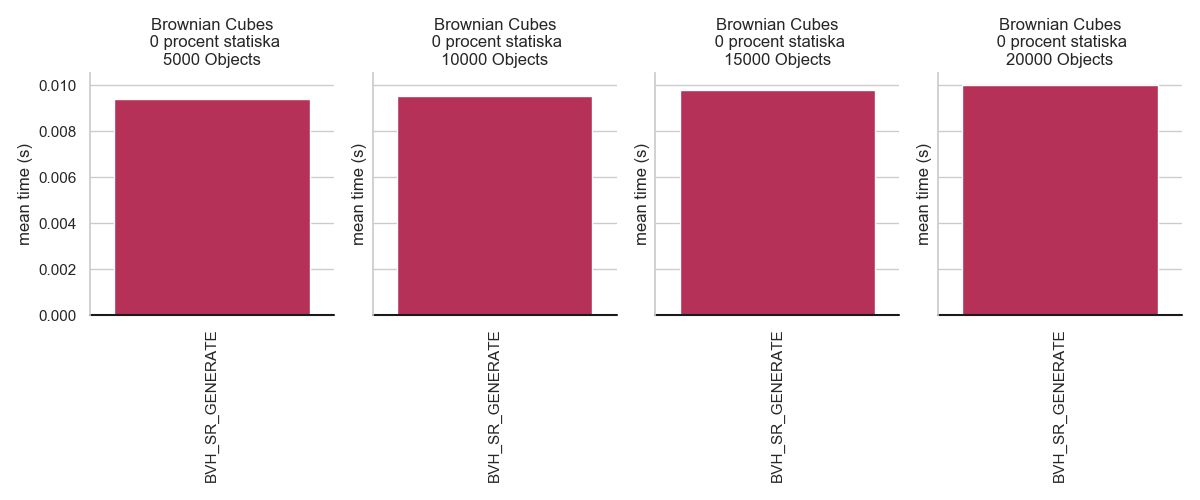 Brownian Cubes
0 procent statiska
5000 Objects
Brownian Cubes
0 procent statiska
10000 Objects
Brownian Cubes
0 procent statiska
15000 Objects
Brownian Cubes
0 procent statiska
20000 Objects
mean time (s)
0.010
0.008
0.006
0.004
0.002
0.000
mean time (s)
mean time (s)
mean time (s)
BVH_SR_GENERATE
BVH_SR_GENERATE
BVH_SR_GENERATE
BVH_SR_GENERATE